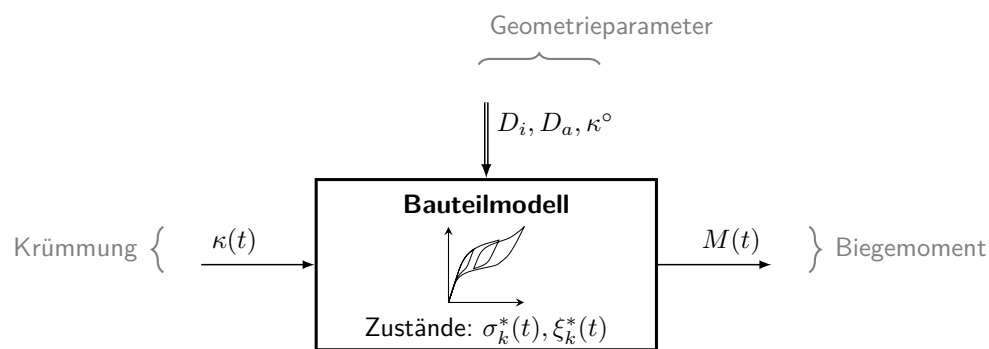 Geometrieparameter
D_i, D_a, κ°
Bauteilmodell
Krümmung
κ(t)
M(t)
Biegemoment
Zustände: σ*_k(t), ξ*_k(t)